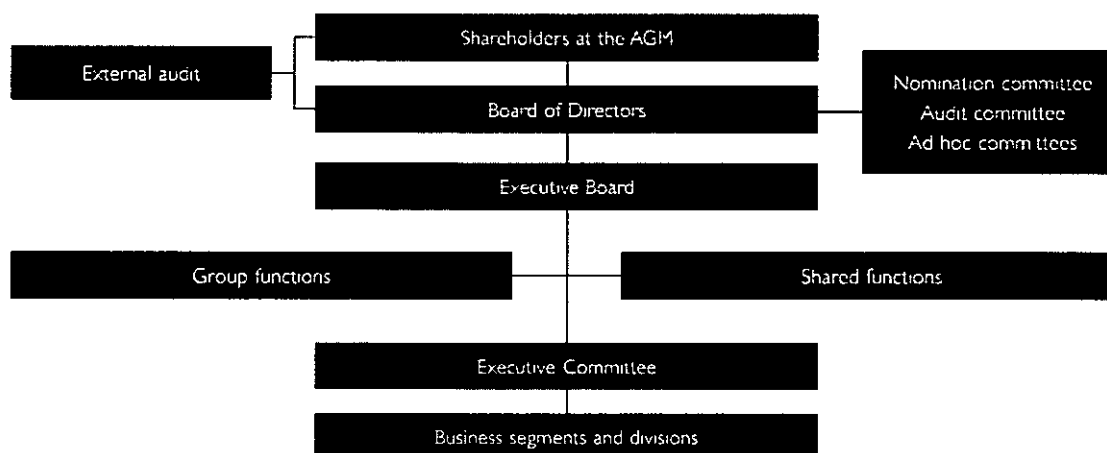 Shareholders at the AGM
External audit
Board of Directors
Nomination committee
Audit committee
Ad hoc committees
Executive Board
Group functions
Shared functions
Executive Committee
Business segments and divisions